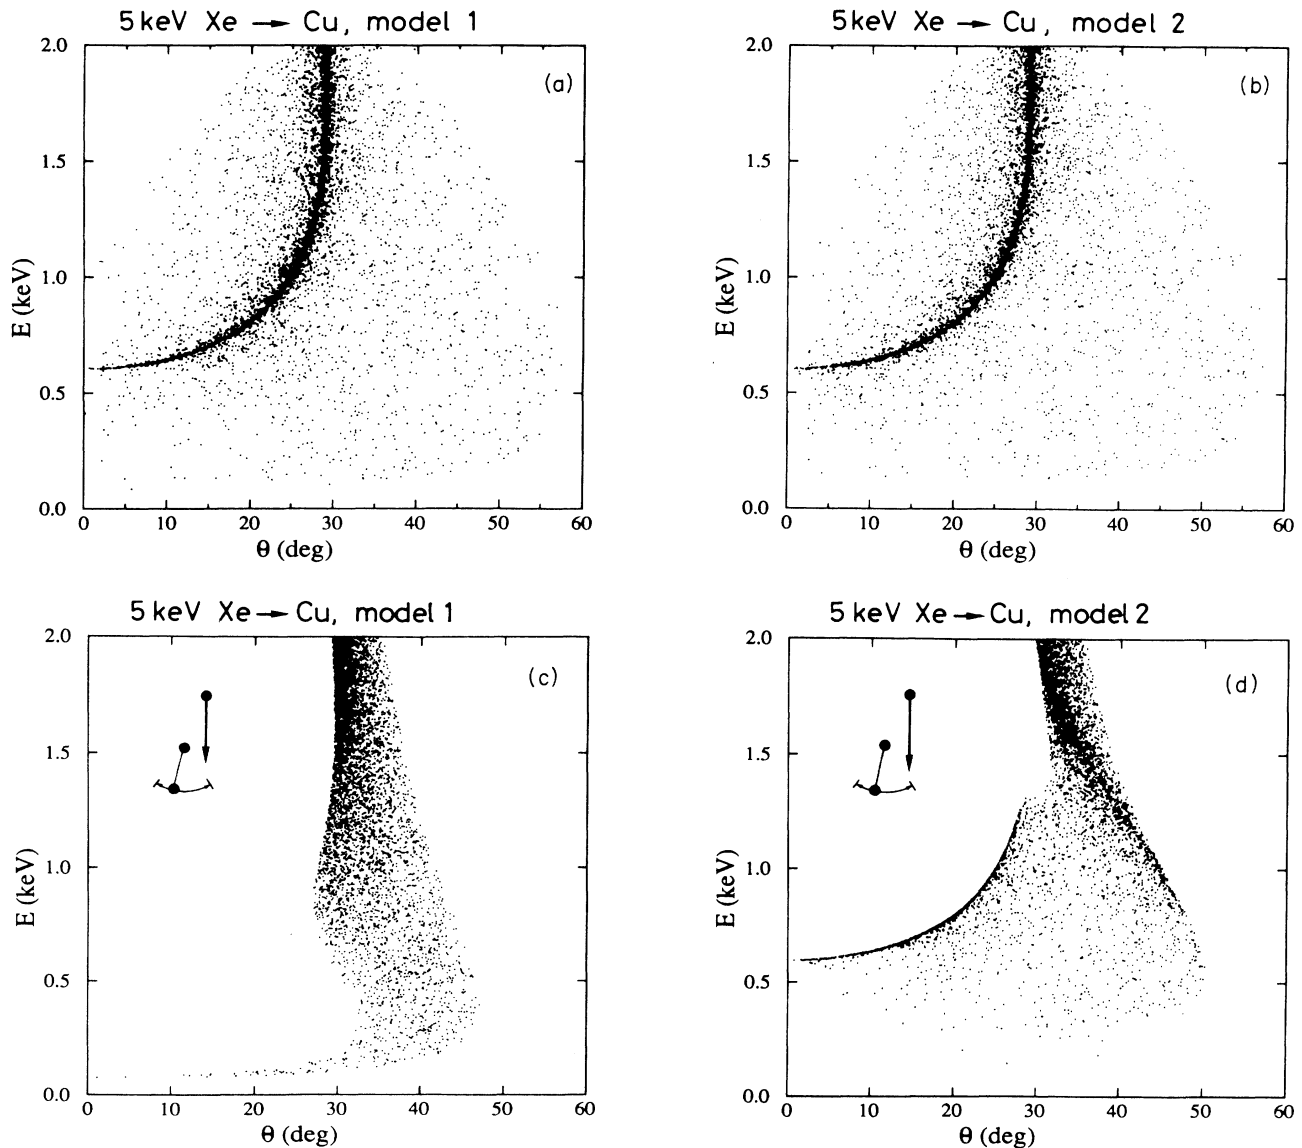 5 keV Xe → Cu, model 1
(a)
E (keV)
2.0
1.5
1.0
0.5
0.0
0 10 20 30 40 50 60
θ (deg)
5 keV Xe → Cu, model 2
(b)
E (keV)
2.0
1.5
1.0
0.5
0.0
0 10 20 30 40 50 60
θ (deg)
5 keV Xe → Cu, model 1
(c)
E (keV)
2.0
1.5
1.0
0.5
0.0
0 10 20 30 40 50 60
θ (deg)
5 keV Xe → Cu, model 2
(d)
E (keV)
2.0
1.5
1.0
0.5
0.0
0 10 20 30 40 50 60
θ (deg)